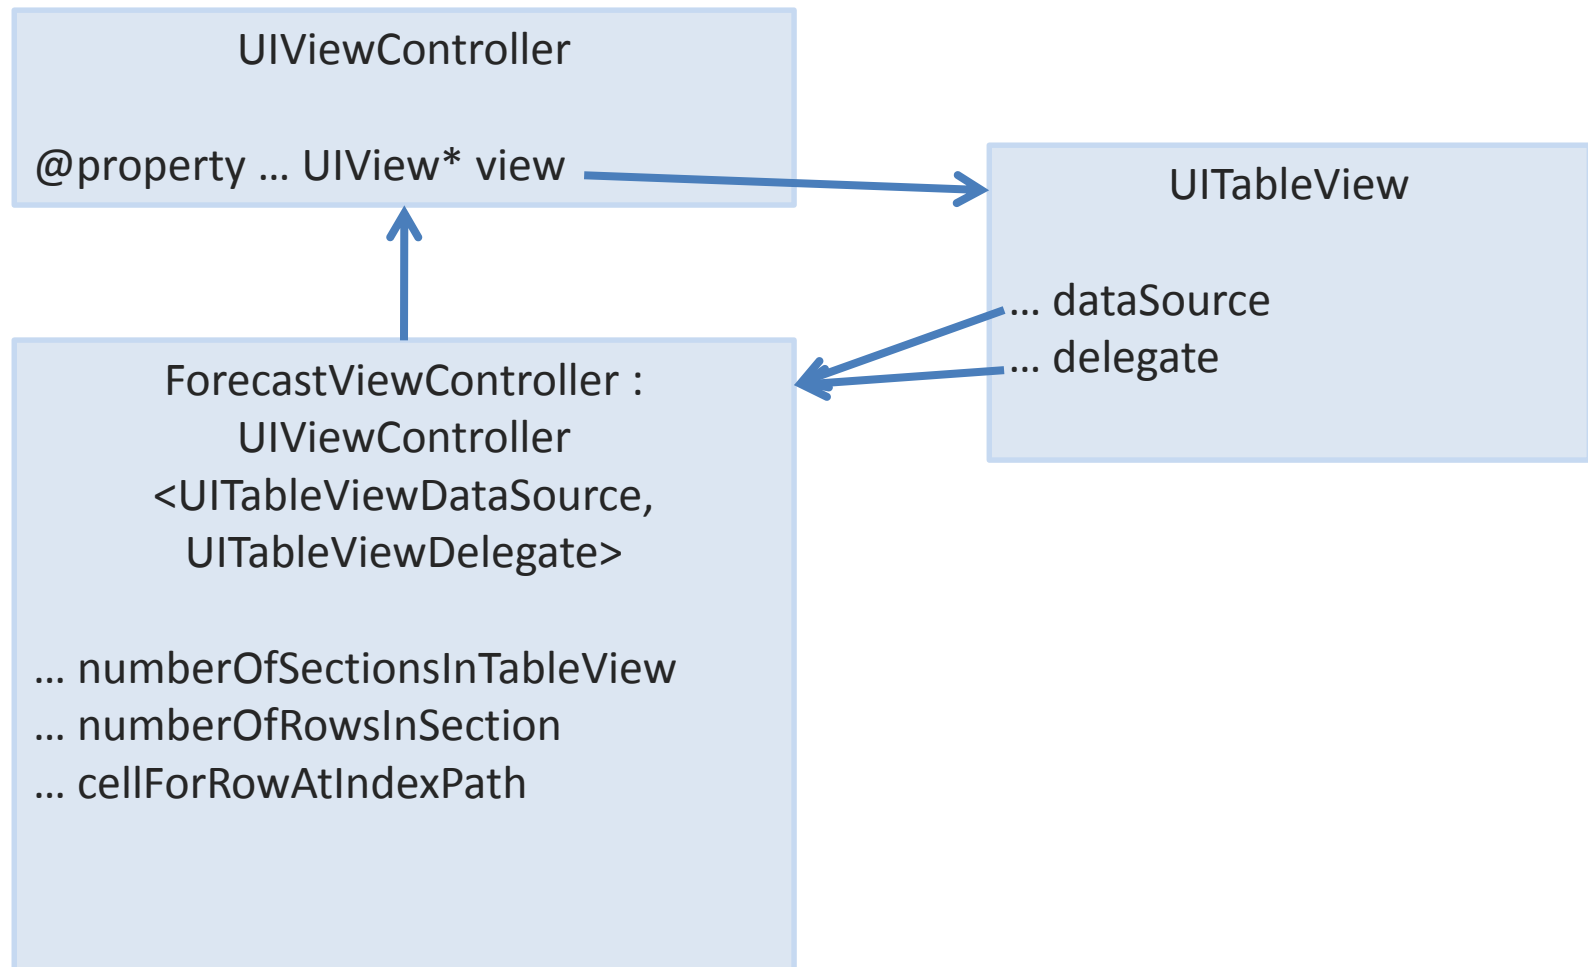 UIViewController
@property … UIView* view
UITableView
… dataSource
… delegate
ForecastViewController :
UIViewController
<UITableViewDataSource,
UITableViewDelegate>
… numberOfSectionsInTableView
… numberOfRowsInSection
… cellForRowAtIndexPath